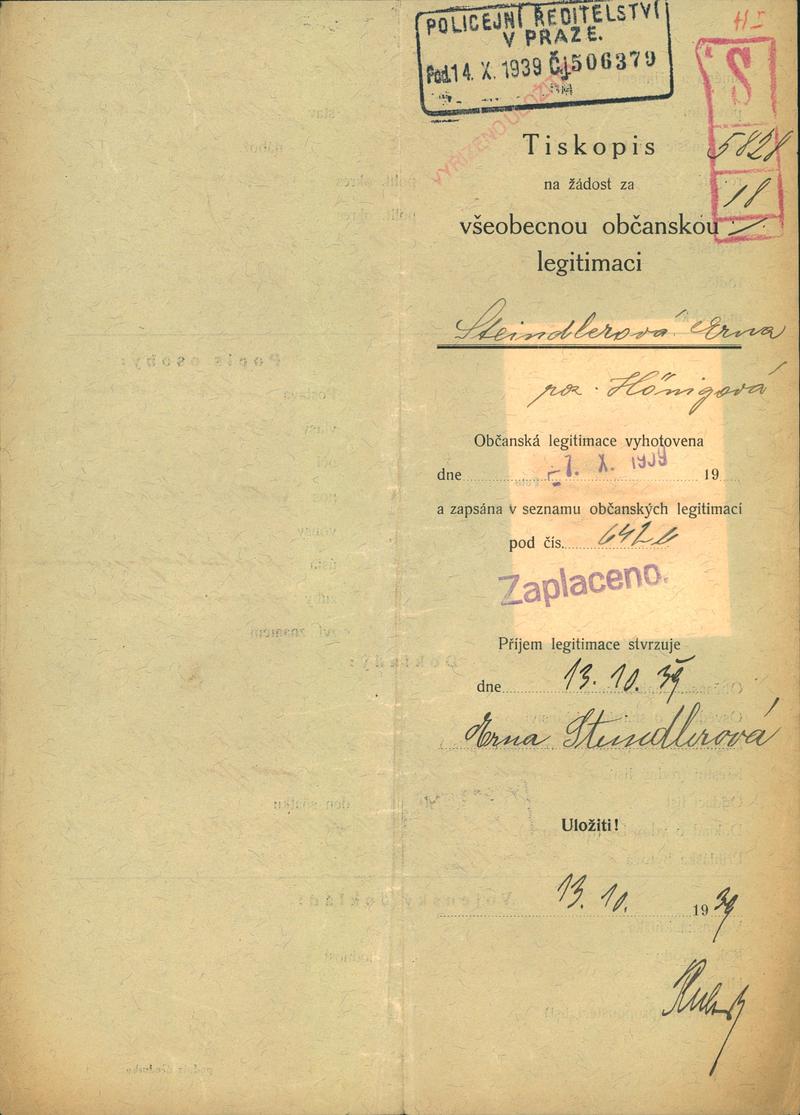 POLICEJNÍ ŘEDITELSTVÍ
V PRAZE.
Pod. 14. X. 1939 Čj 506379
VYŘÍZENO ULOŽITI
S
5828
18
Tiskopis
na žádost za
všeobecnou občanskou
legitimaci
Steindlerová Erna
roz. Hönigová
Občanská legitimace vyhotovena
dne -7. X. 1939 19
a zapsána v seznamu občanských legitimací
pod čís.
Zaplaceno.
Příjem legitimace stvrzuje
dne 13. 10. 39
Erna Steindlerová
Uložiti!
13. 10. 1939